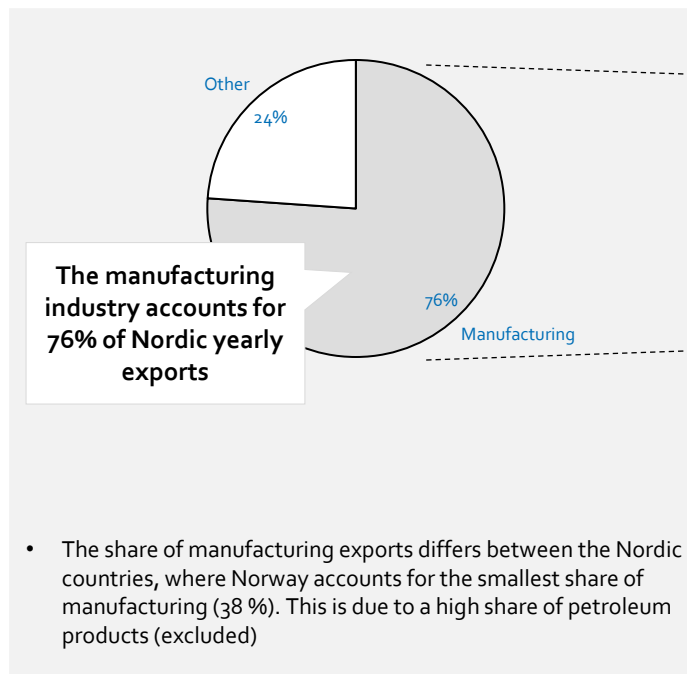 Other
24%
The manufacturing
industry accounts for
76% of Nordic yearly
exports
76%
Manufacturing
• The share of manufacturing exports differs between the Nordic
countries, where Norway accounts for the smallest share of
manufacturing (38 %). This is due to a high share of petroleum
products (excluded)